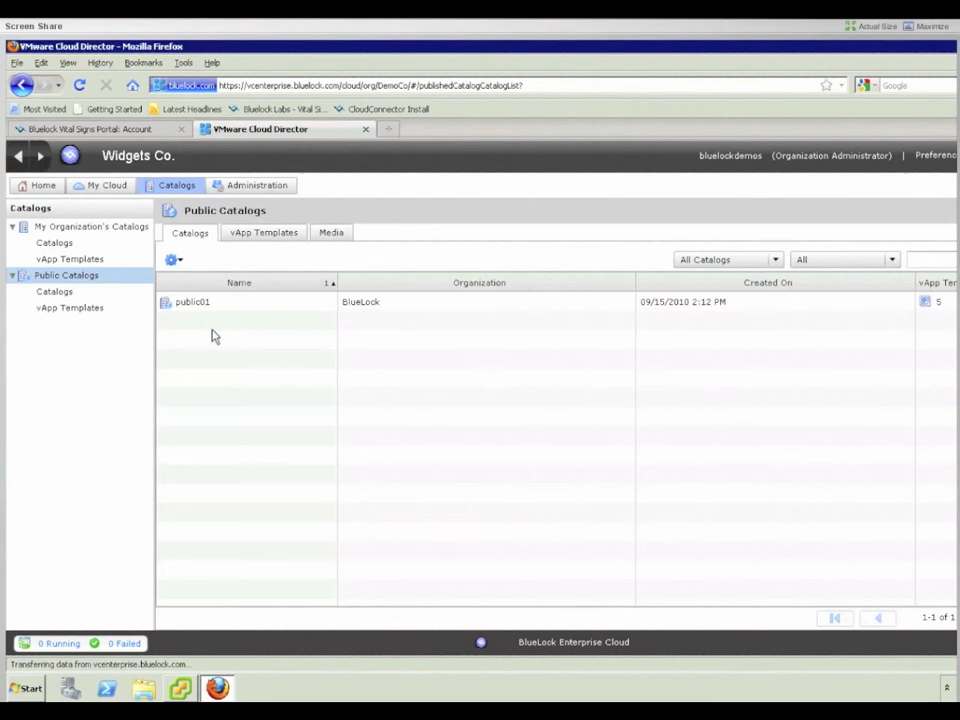 Screen Share
Actual Size Maximize
VMware Cloud Director - Mozilla Firefox
File Edit View History Bookmarks Tools Help
bluelock.com https://vcenterprise.bluelock.com/cloud/org/DemoCo/#/publishedCatalogCatalogList?
Google
Most Visited Getting Started Latest Headlines Bluelock Labs - Vital Si... CloudConnector Install
Bluelock Vital Signs Portal: Account VMware Cloud Director
Widgets Co.
bluelockdemos (Organization Administrator) | Preferenc
Home My Cloud Catalogs Administration
Catalogs
Public Catalogs
My Organization's Catalogs
Catalogs
vApp Templates
Public Catalogs
Catalogs
vApp Templates
Catalogs vApp Templates Media
All Catalogs All
Name 1 Organization Created On vApp Ter
public01 BlueLock 09/15/2010 2:12 PM 5
1-1 of 1
0 Running 0 Failed
BlueLock Enterprise Cloud
Transferring data from vcenterprise.bluelock.com...
Start